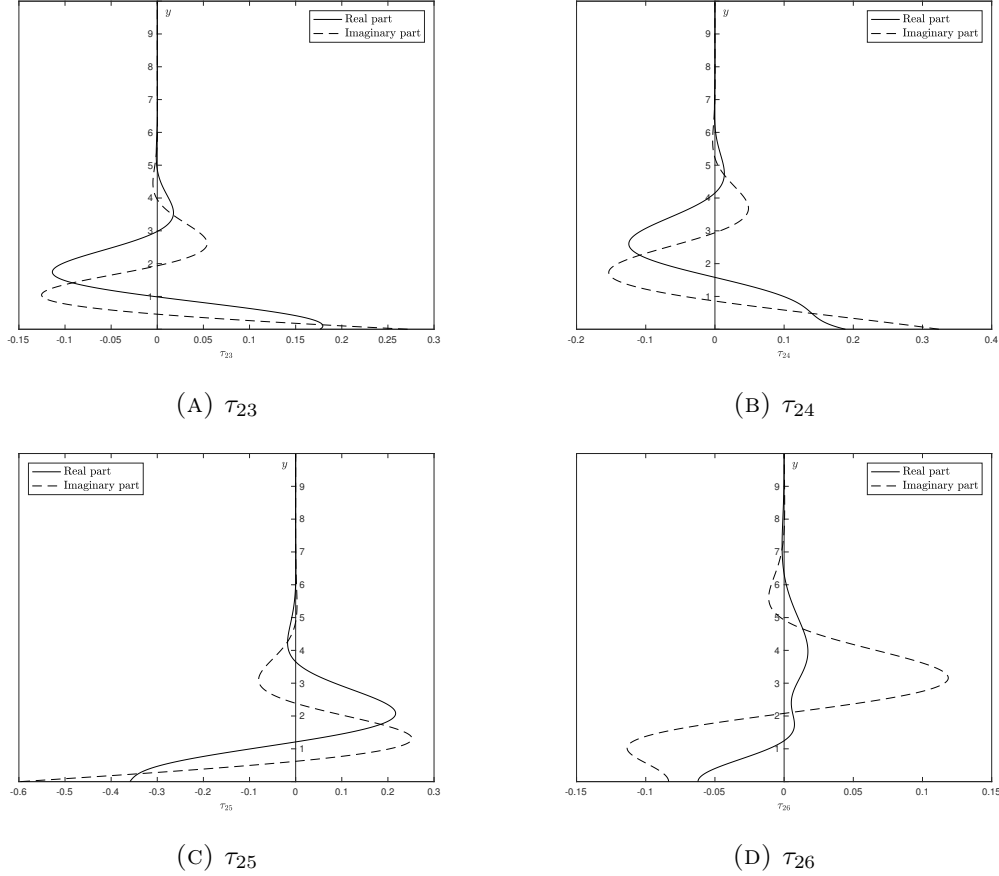 y
Real part
Imaginary part
9
8
7
6
5
4
3
2
1
-0.15 -0.1 -0.05 0 0.05 0.1 0.15 0.2 0.25 0.3
τ23
(A) τ23
y
Real part
Imaginary part
9
8
7
6
5
4
3
2
1
-0.2 -0.1 0 0.1 0.2 0.3 0.4
τ24
(B) τ24
Real part
Imaginary part
y
9
8
7
6
5
4
3
2
1
-0.6 -0.5 -0.4 -0.3 -0.2 -0.1 0 0.1 0.2 0.3
τ25
(C) τ25
y
Real part
Imaginary part
9
8
7
6
5
4
3
2
1
-0.15 -0.1 -0.05 0 0.05 0.1 0.15
τ26
(D) τ26